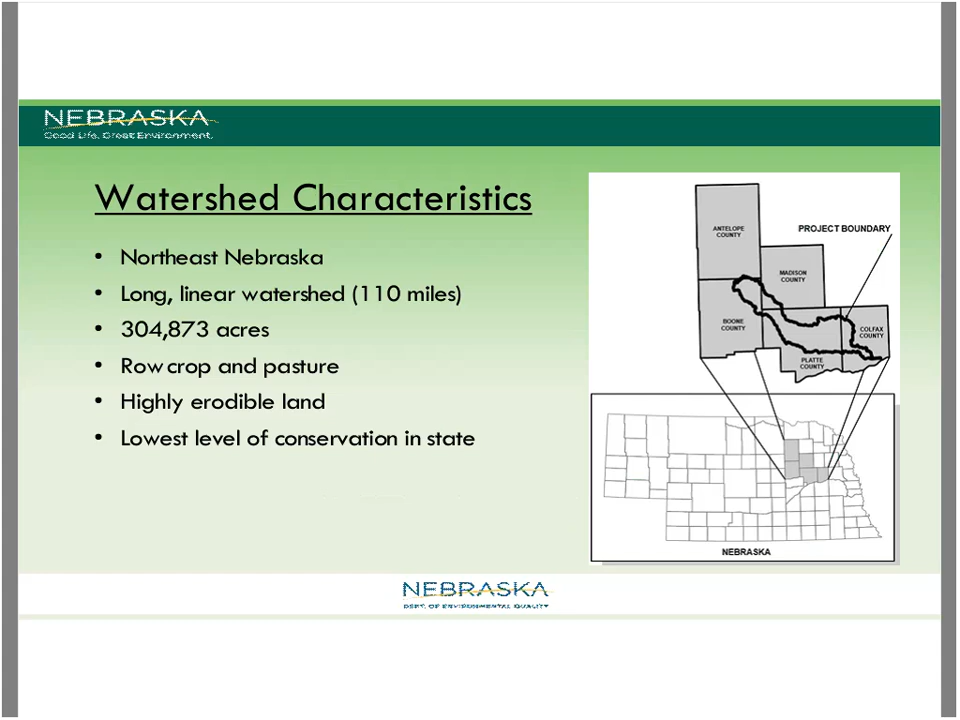 NEBRASKA
Good Life. Great Environment.
Watershed Characteristics
• Northeast Nebraska
• Long, linear watershed (110 miles)
• 304,873 acres
• Row crop and pasture
• Highly erodible land
• Lowest level of conservation in state
ANTELOPE
COUNTY
PROJECT BOUNDARY
MADISON
COUNTY
BOONE
COUNTY
COLFAX
COUNTY
PLATTE
COUNTY
NEBRASKA
NEBRASKA
DEPT. OF ENVIRONMENTAL QUALITY